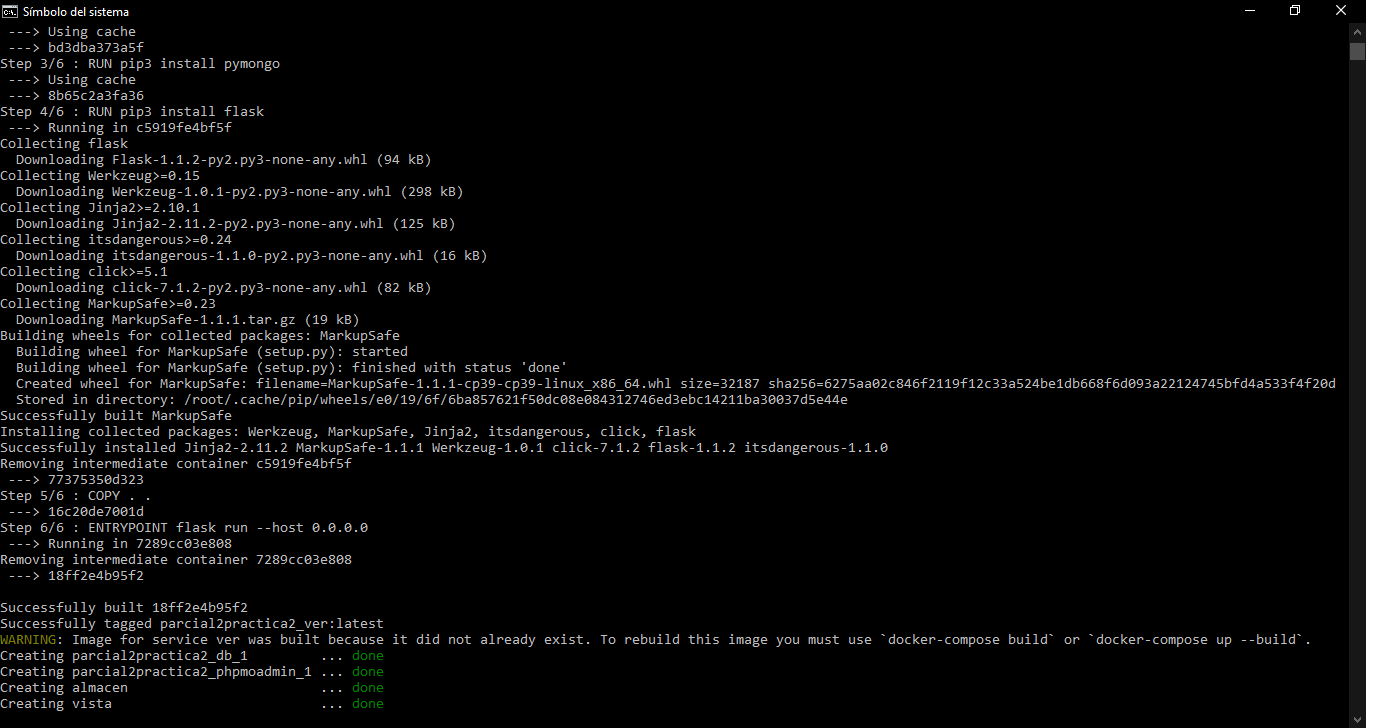 Símbolo del sistema
---> Using cache
---> bd3dba373a5f
Step 3/6 : RUN pip3 install pymongo
---> Using cache
---> 8b65c2a3fa36
Step 4/6 : RUN pip3 install flask
---> Running in c5919fe4bf5f
Collecting flask
Downloading Flask-1.1.2-py2.py3-none-any.whl (94 kB)
Collecting Werkzeug>=0.15
Downloading Werkzeug-1.0.1-py2.py3-none-any.whl (298 kB)
Collecting Jinja2>=2.10.1
Downloading Jinja2-2.11.2-py2.py3-none-any.whl (125 kB)
Collecting itsdangerous>=0.24
Downloading itsdangerous-1.1.0-py2.py3-none-any.whl (16 kB)
Collecting click>=5.1
Downloading click-7.1.2-py2.py3-none-any.whl (82 kB)
Collecting MarkupSafe>=0.23
Downloading MarkupSafe-1.1.1.tar.gz (19 kB)
Building wheels for collected packages: MarkupSafe
Building wheel for MarkupSafe (setup.py): started
Building wheel for MarkupSafe (setup.py): finished with status 'done'
Created wheel for MarkupSafe: filename=MarkupSafe-1.1.1-cp39-cp39-linux_x86_64.whl size=32187 sha256=6275aa02c846f2119f12c33a524be1db668f6d093a22124745bfd4a533f4f20d
Stored in directory: /root/.cache/pip/wheels/e0/19/6f/6ba857621f50dc08e084312746ed3ebc14211ba30037d5e44e
Successfully built MarkupSafe
Installing collected packages: Werkzeug, MarkupSafe, Jinja2, itsdangerous, click, flask
Successfully installed Jinja2-2.11.2 MarkupSafe-1.1.1 Werkzeug-1.0.1 click-7.1.2 flask-1.1.2 itsdangerous-1.1.0
Removing intermediate container c5919fe4bf5f
---> 77375350d323
Step 5/6 : COPY . .
---> 16c20de7001d
Step 6/6 : ENTRYPOINT flask run --host 0.0.0.0
---> Running in 7289cc03e808
Removing intermediate container 7289cc03e808
---> 18ff2e4b95f2
Successfully built 18ff2e4b95f2
Successfully tagged parcial2practica2_ver:latest
WARNING: Image for service ver was built because it did not already exist. To rebuild this image you must use `docker-compose build` or `docker-compose up --build`.
Creating parcial2practica2_db_1 ... done
Creating parcial2practica2_phpmoadmin_1 ... done
Creating almacen ... done
Creating vista ... done